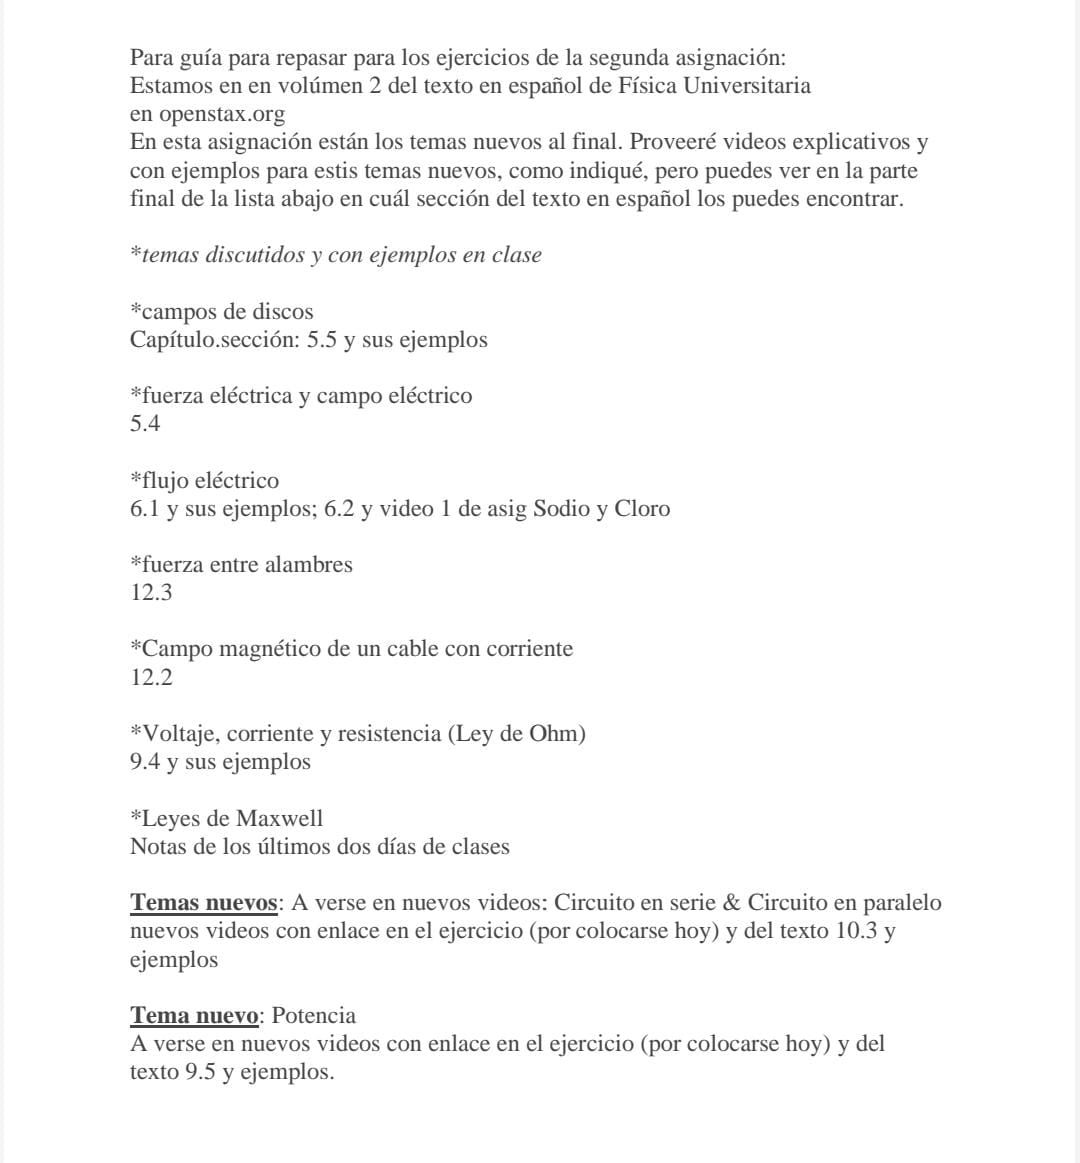 Para guía para repasar para los ejercicios de la segunda asignación:
Estamos en en volúmen 2 del texto en español de Física Universitaria
en openstax.org
En esta asignación están los temas nuevos al final. Proveeré videos explicativos y
con ejemplos para estis temas nuevos, como indiqué, pero puedes ver en la parte
final de la lista abajo en cuál sección del texto en español los puedes encontrar.
*temas discutidos y con ejemplos en clase
*campos de discos
Capítulo.sección: 5.5 y sus ejemplos
*fuerza eléctrica y campo eléctrico
5.4
*flujo eléctrico
6.1 y sus ejemplos; 6.2 y video 1 de asig Sodio y Cloro
*fuerza entre alambres
12.3
*Campo magnético de un cable con corriente
12.2
*Voltaje, corriente y resistencia (Ley de Ohm)
9.4 y sus ejemplos
*Leyes de Maxwell
Notas de los últimos dos días de clases
Temas nuevos: A verse en nuevos videos: Circuito en serie & Circuito en paralelo
nuevos videos con enlace en el ejercicio (por colocarse hoy) y del texto 10.3 y
ejemplos
Tema nuevo: Potencia
A verse en nuevos videos con enlace en el ejercicio (por colocarse hoy) y del
texto 9.5 y ejemplos.